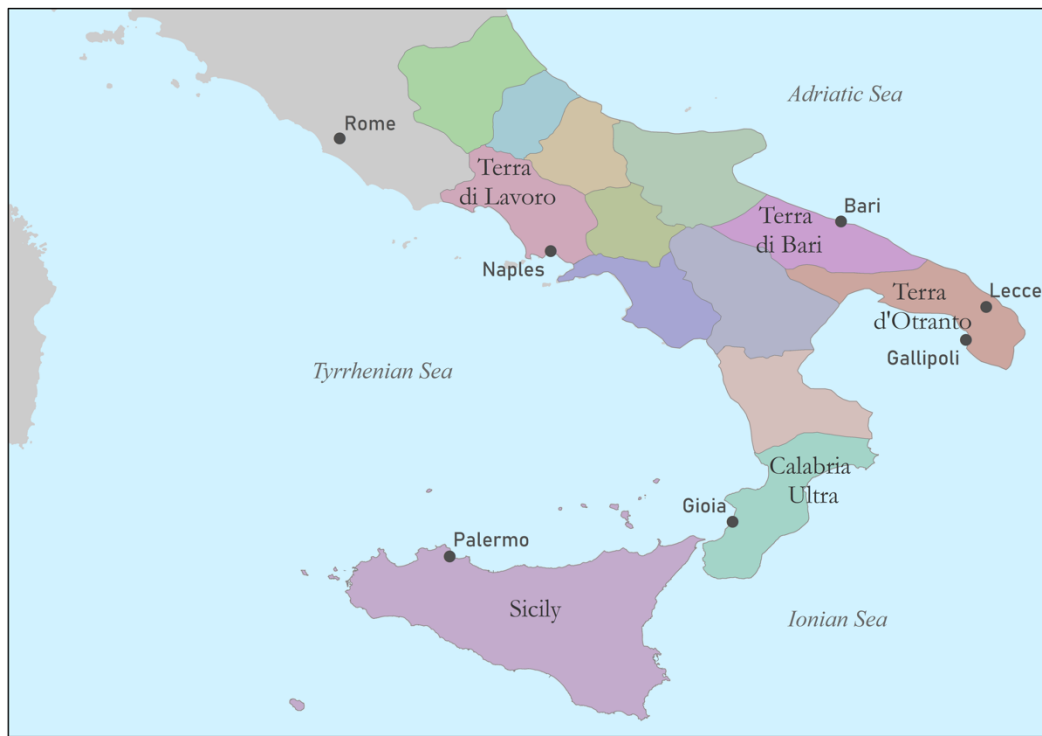 Adriatic Sea
Rome
Terra
di Lavoro
Bari
Terra
di Bari
Naples
Lecce
Terra
d'Otranto
Gallipoli
Tyrrhenian Sea
Calabria
Ultra
Gioia
Palermo
Sicily
Ionian Sea